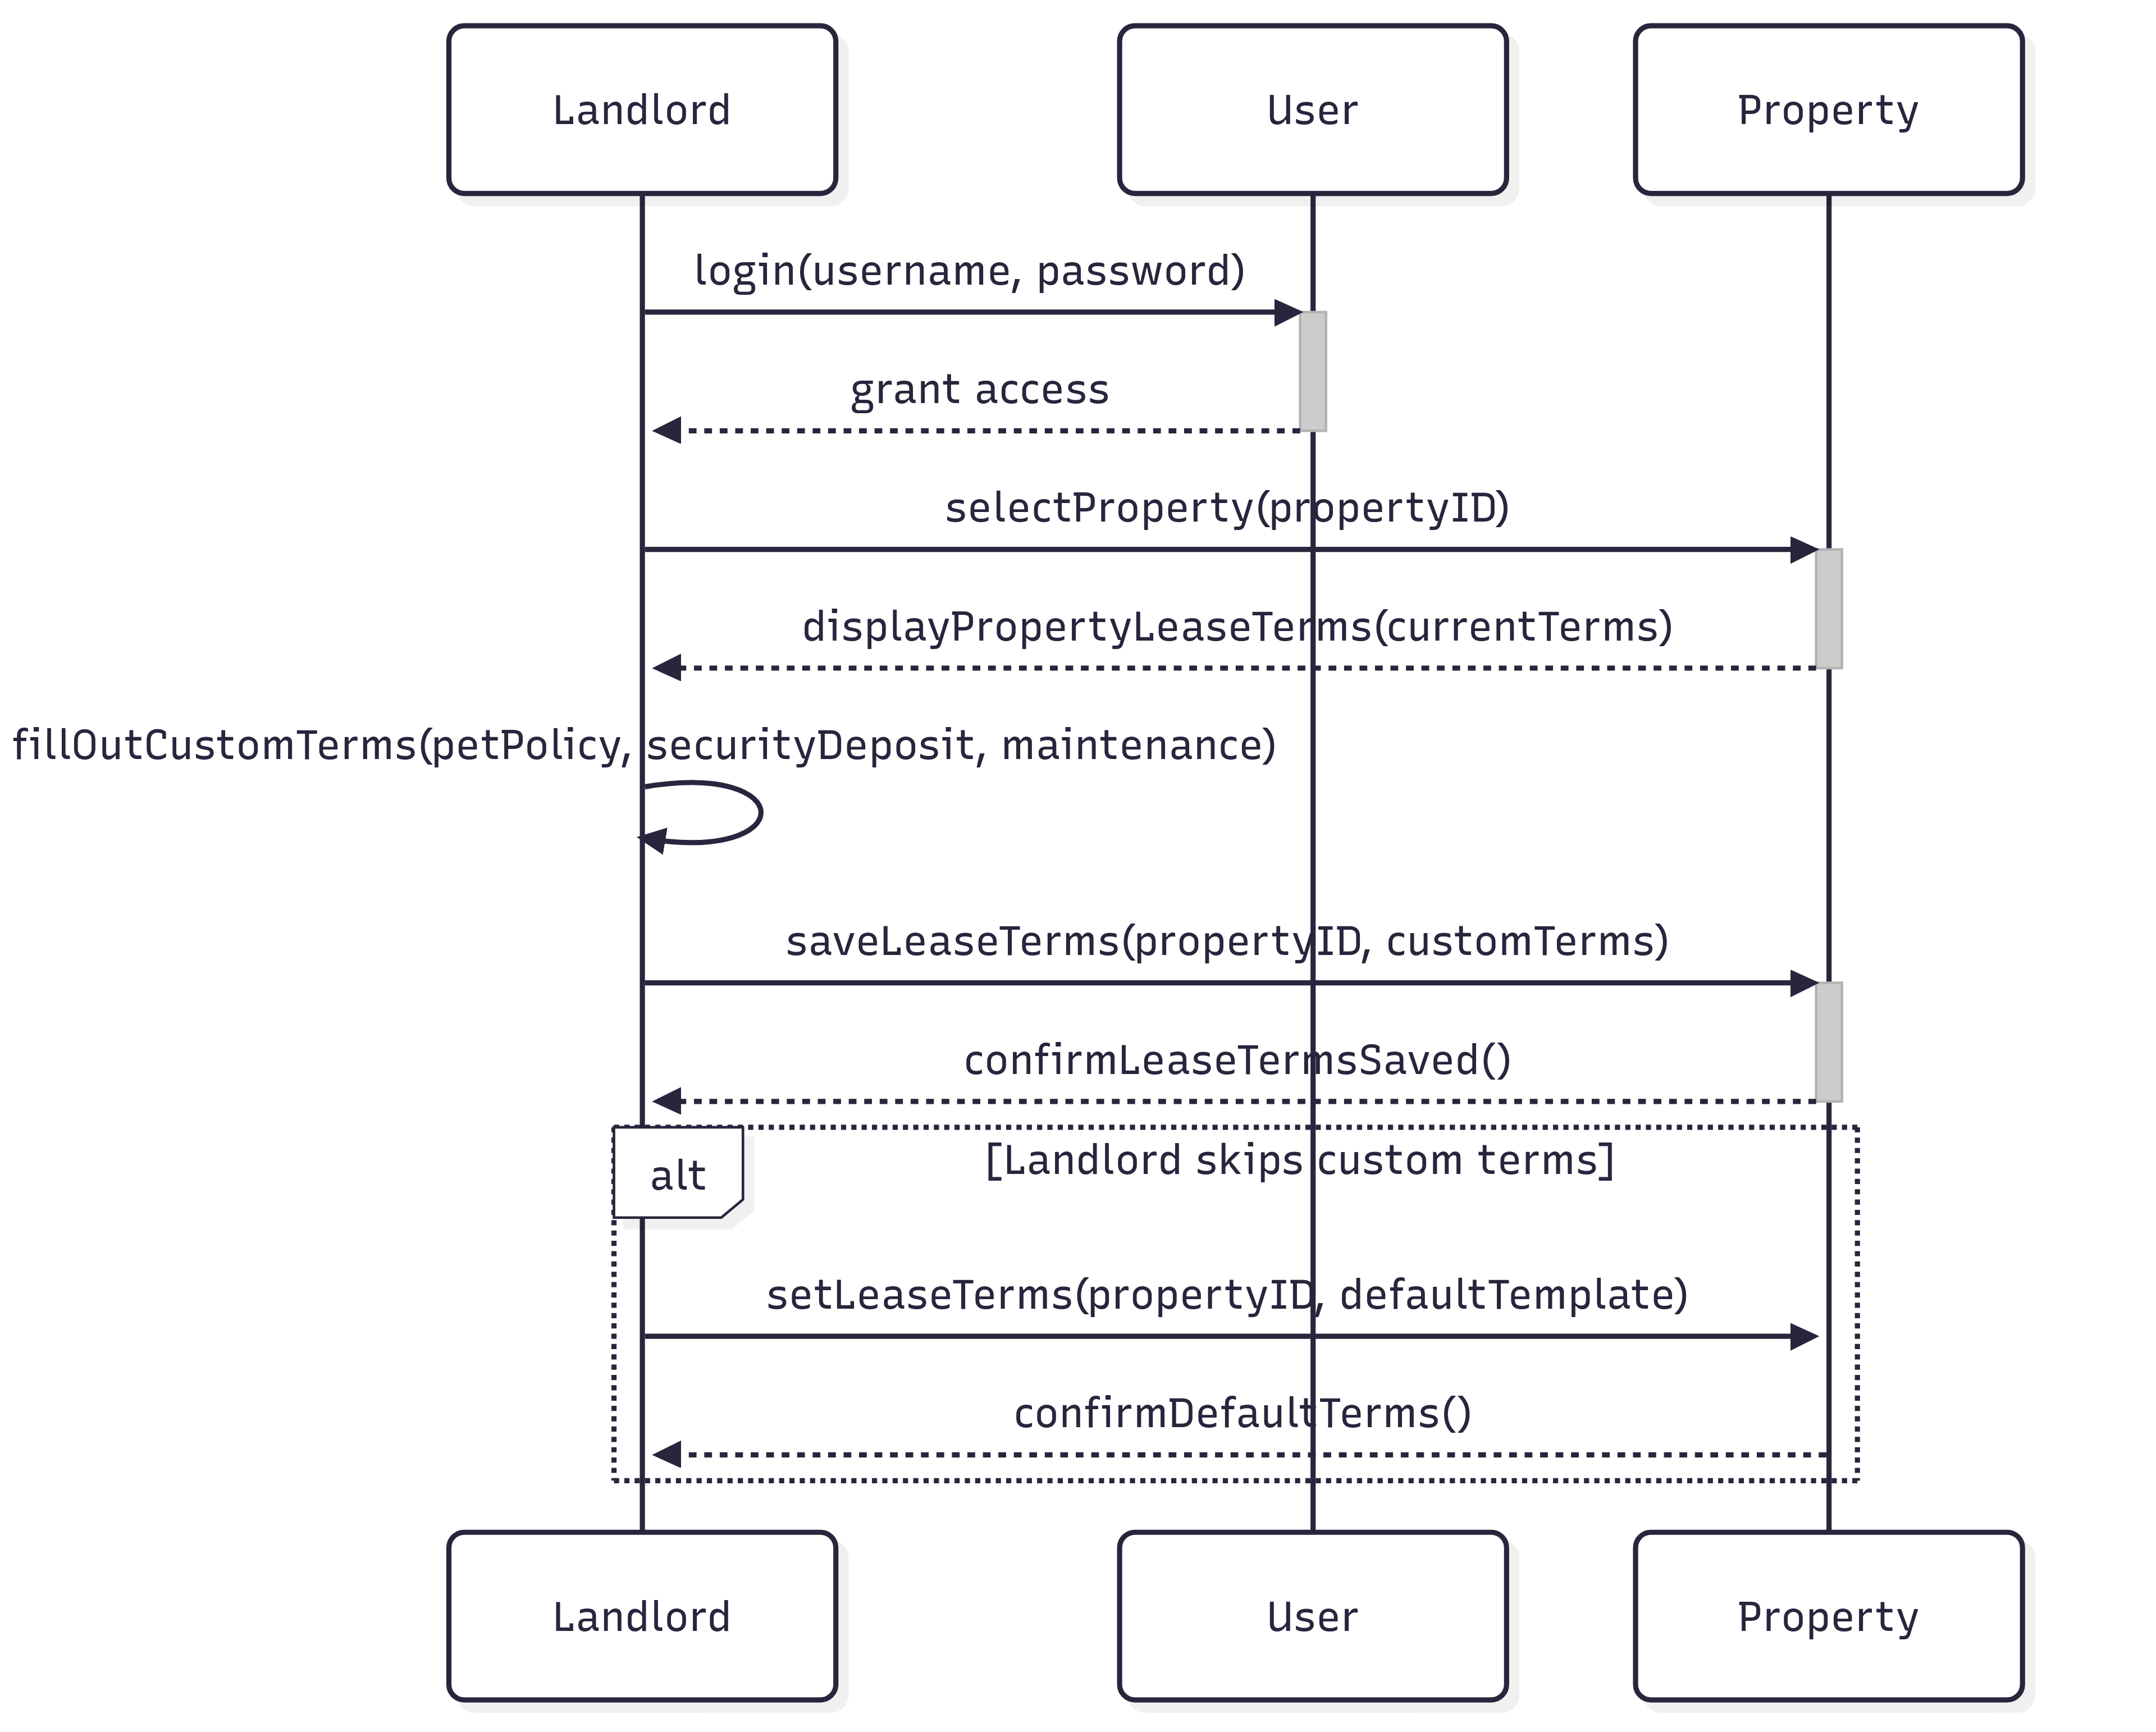 Landlord
User
Property
login(username, password)
grant access
selectProperty(propertyID)
displayPropertyLeaseTerms(currentTerms)
fillOutCustomTerms(petPolicy, securityDeposit, maintenance)
saveLeaseTerms(propertyID, customTerms)
confirmLeaseTermsSaved()
alt
[Landlord skips custom terms]
setLeaseTerms(propertyID, defaultTemplate)
confirmDefaultTerms()
Landlord
User
Property